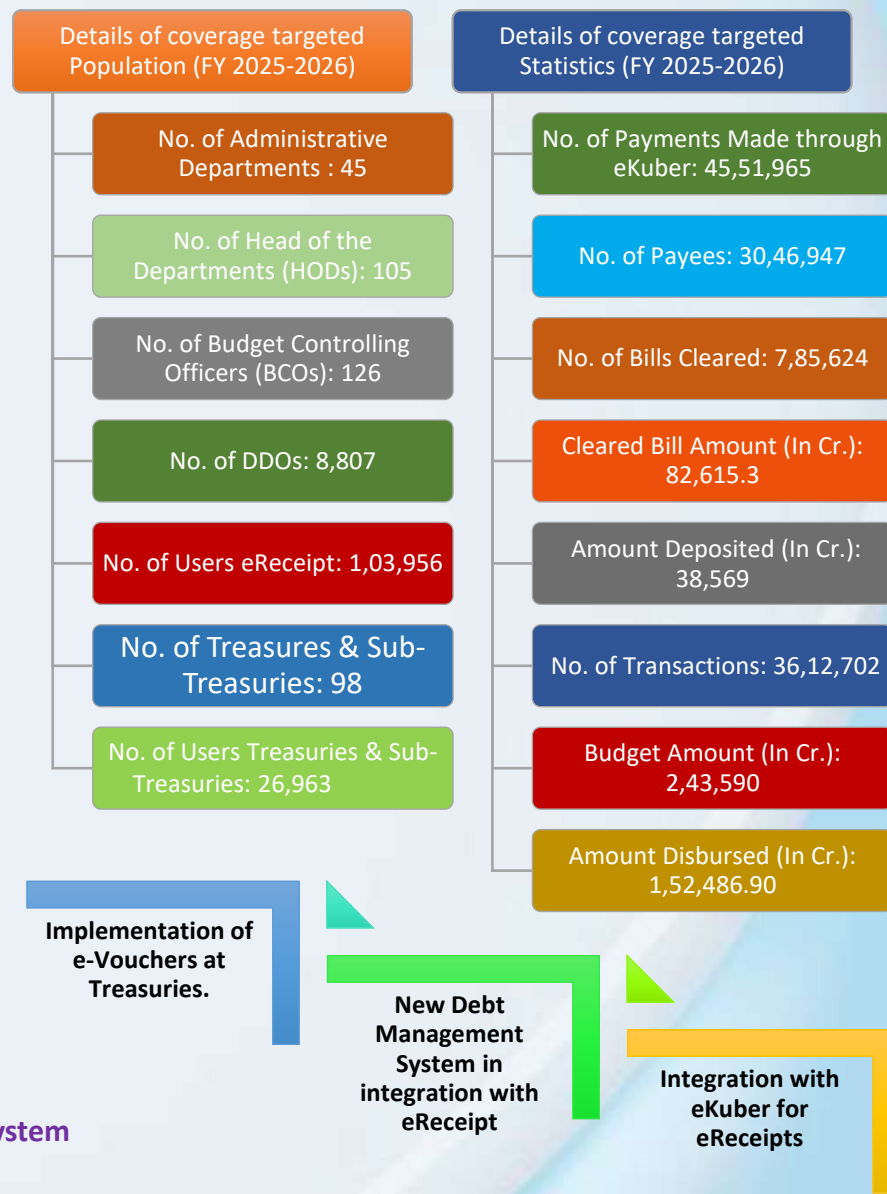 Details of coverage targeted
Population (FY 2025-2026)
No. of Administrative
Departments : 45
No. of Head of the
Departments (HODs): 105
No. of Budget Controlling
Officers (BCOs): 126
No. of DDOs: 8,807
No. of Users eReceipt: 1,03,956
No. of Treasures & Sub-
Treasuries: 98
No. of Users Treasuries & Sub-
Treasuries: 26,963
Details of coverage targeted
Statistics (FY 2025-2026)
No. of Payments Made through
eKuber: 45,51,965
No. of Payees: 30,46,947
No. of Bills Cleared: 7,85,624
Cleared Bill Amount (In Cr.):
82,615.3
Amount Deposited (In Cr.):
38,569
No. of Transactions: 36,12,702
Budget Amount (In Cr.):
2,43,590
Amount Disbursed (In Cr.):
1,52,486.90
Implementation of
e-Vouchers at
Treasuries.
New Debt
Management
System in
integration with
eReceipt
Integration with
eKuber for
eReceipts
ystem